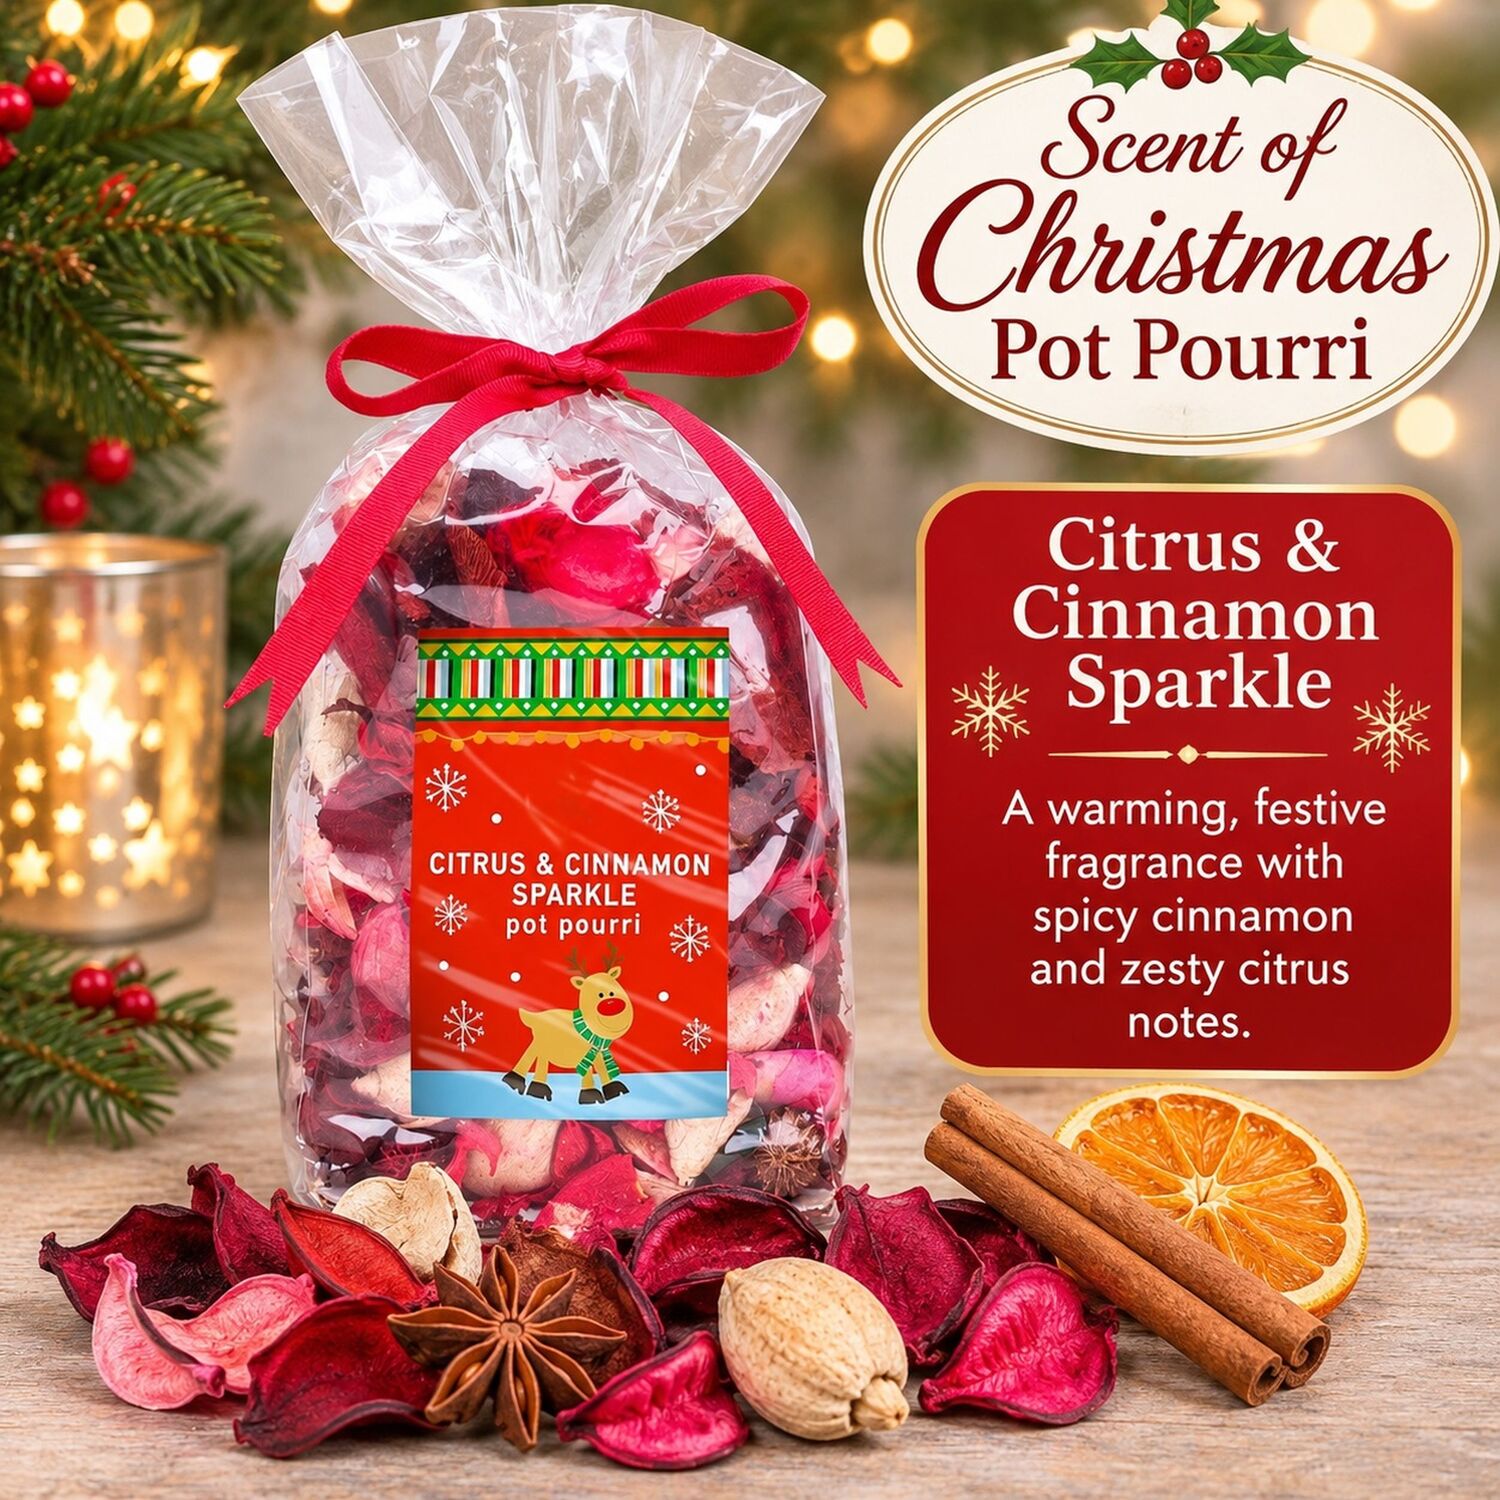 Scent of
Christmas
Pot Pourri
Citrus &
Cinnamon
Sparkle
A warming, festive
fragrance with
spicy cinnamon
and zesty citrus
notes.
CITRUS & CINNAMON
SPARKLE
pot pourri